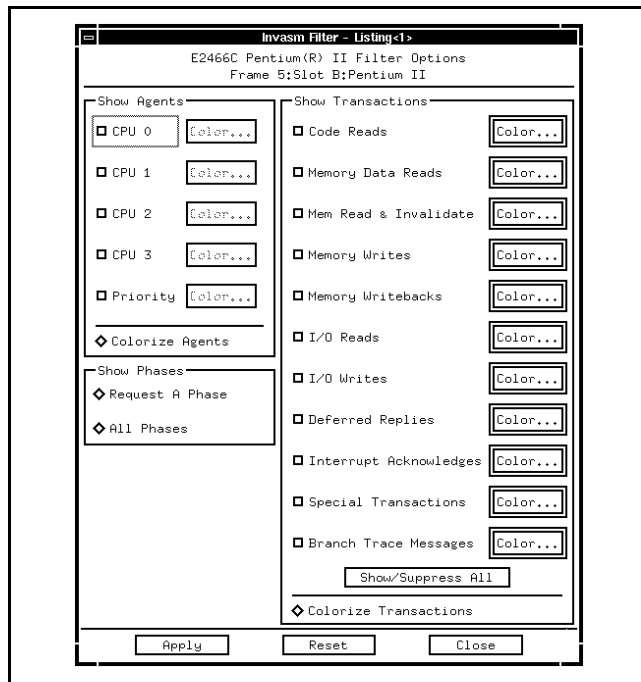 Invasm Filter - Listing<1>
E2466C Pentium(R) II Filter Options
Frame 5:Slot B:Pentium II
Show Agents
CPU 0 Color...
CPU 1 Color...
CPU 2 Color...
CPU 3 Color...
Priority Color...
Colorize Agents
Show Phases
Request A Phase
All Phases
Show Transactions
Code Reads Color...
Memory Data Reads Color...
Mem Read & Invalidate Color...
Memory Writes Color...
Memory Writebacks Color...
I/O Reads Color...
I/O Writes Color...
Deferred Replies Color...
Interrupt Acknowledges Color...
Special Transactions Color...
Branch Trace Messages Color...
Show/Suppress All
Colorize Transactions
Apply Reset Close